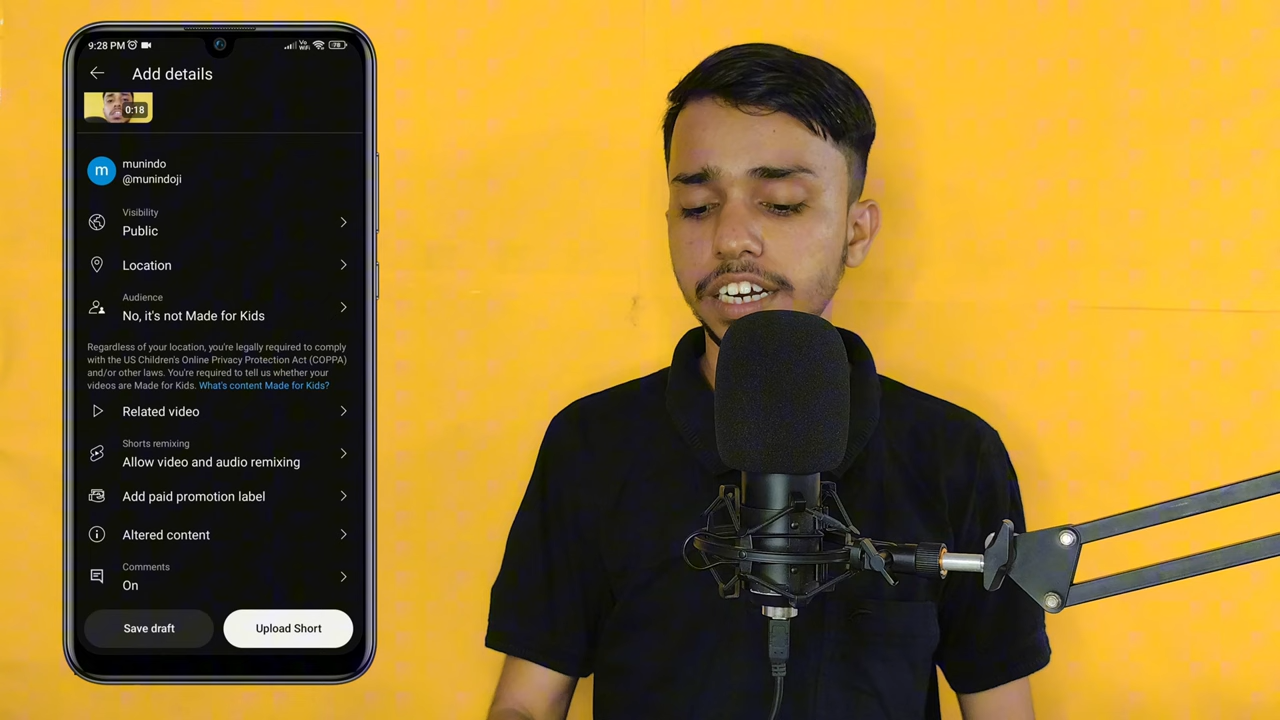 9:28 PM
Vo
WiFi
78
Add details
0:18
m
munindo
@munindoji
Visibility
Public
Location
Audience
No, it's not Made for Kids
Regardless of your location, you're legally required to comply
with the US Children's Online Privacy Protection Act (COPPA)
and/or other laws. You're required to tell us whether your
videos are Made for Kids. What's content Made for Kids?
Related video
Shorts remixing
Allow video and audio remixing
Add paid promotion label
Altered content
Comments
On
Save draft
Upload Short